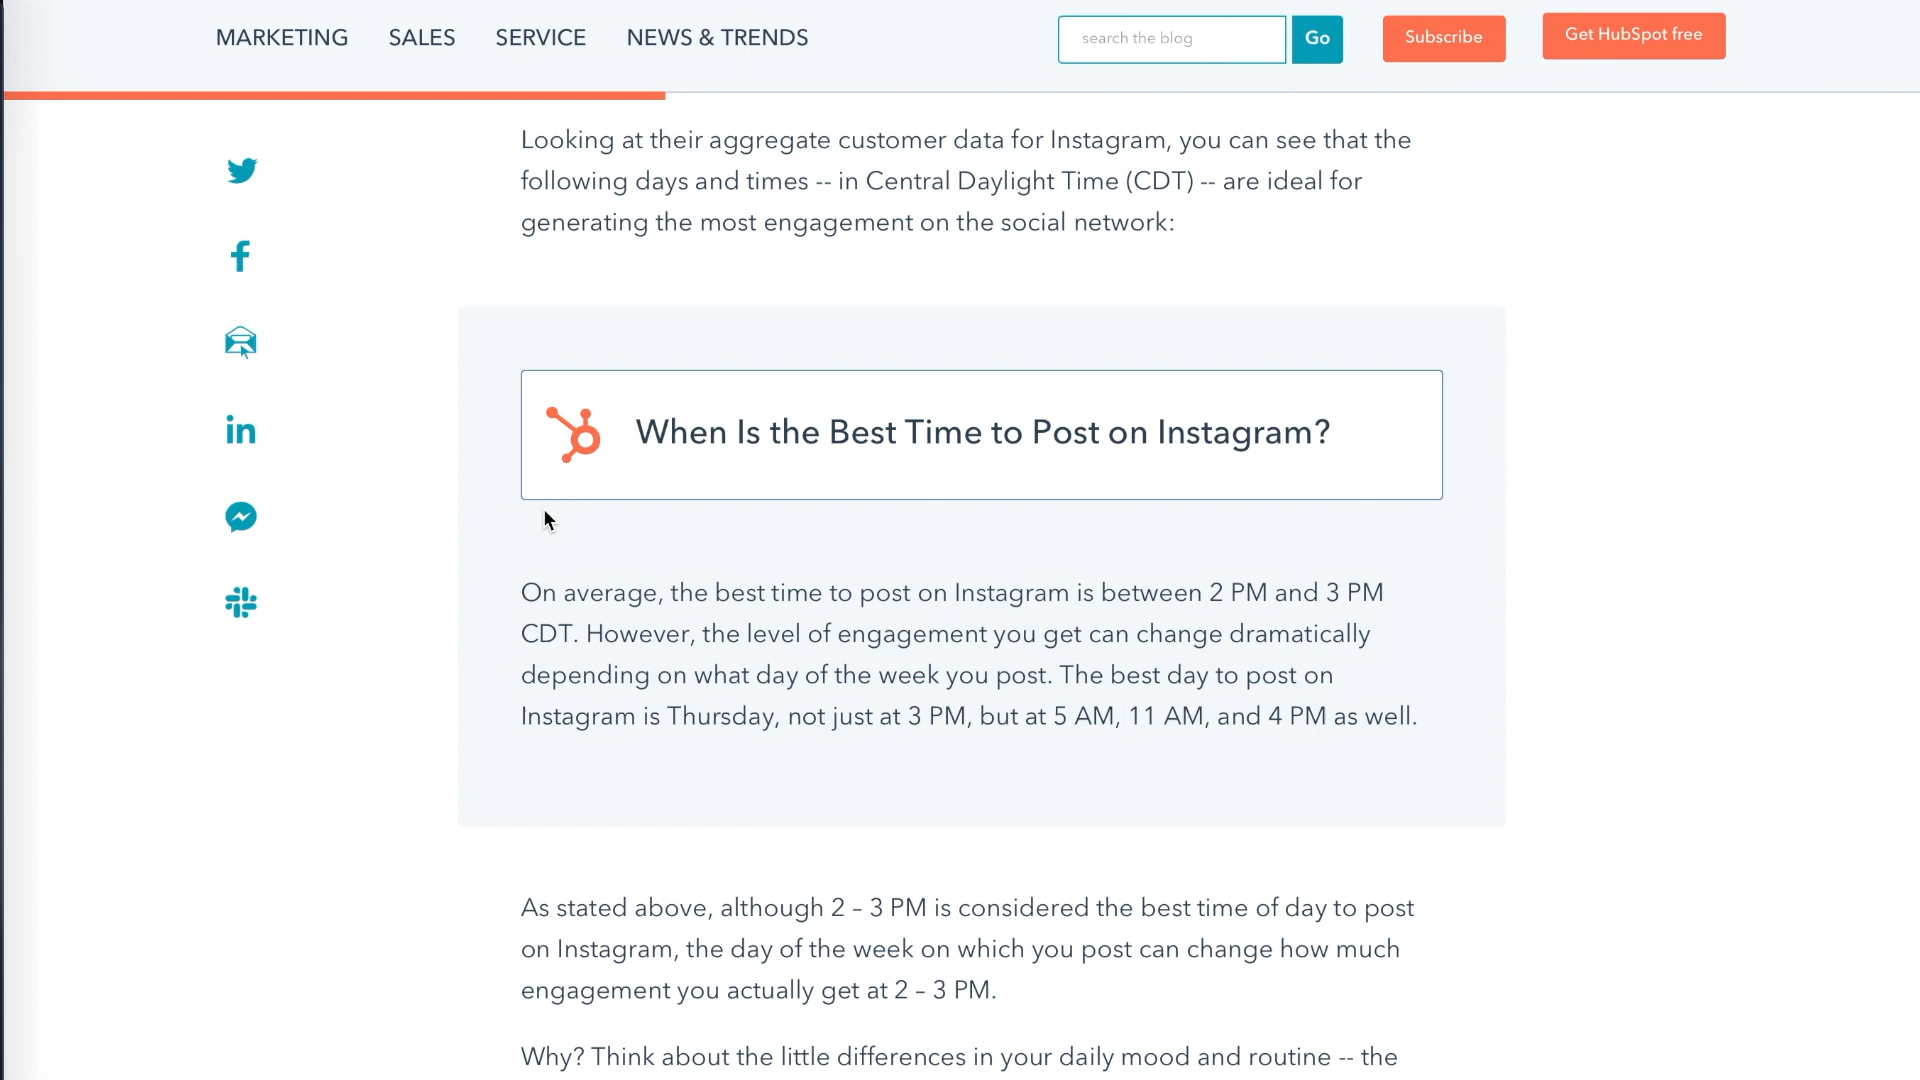 MARKETING SALES SERVICE NEWS & TRENDS search the blog Go Subscribe Get HubSpot free
Looking at their aggregate customer data for Instagram, you can see that the
following days and times -- in Central Daylight Time (CDT) -- are ideal for
generating the most engagement on the social network:
When Is the Best Time to Post on Instagram?
On average, the best time to post on Instagram is between 2 PM and 3 PM
CDT. However, the level of engagement you get can change dramatically
depending on what day of the week you post. The best day to post on
Instagram is Thursday, not just at 3 PM, but at 5 AM, 11 AM, and 4 PM as well.
As stated above, although 2 – 3 PM is considered the best time of day to post
on Instagram, the day of the week on which you post can change how much
engagement you actually get at 2 – 3 PM.
Why? Think about the little differences in your daily mood and routine -- the